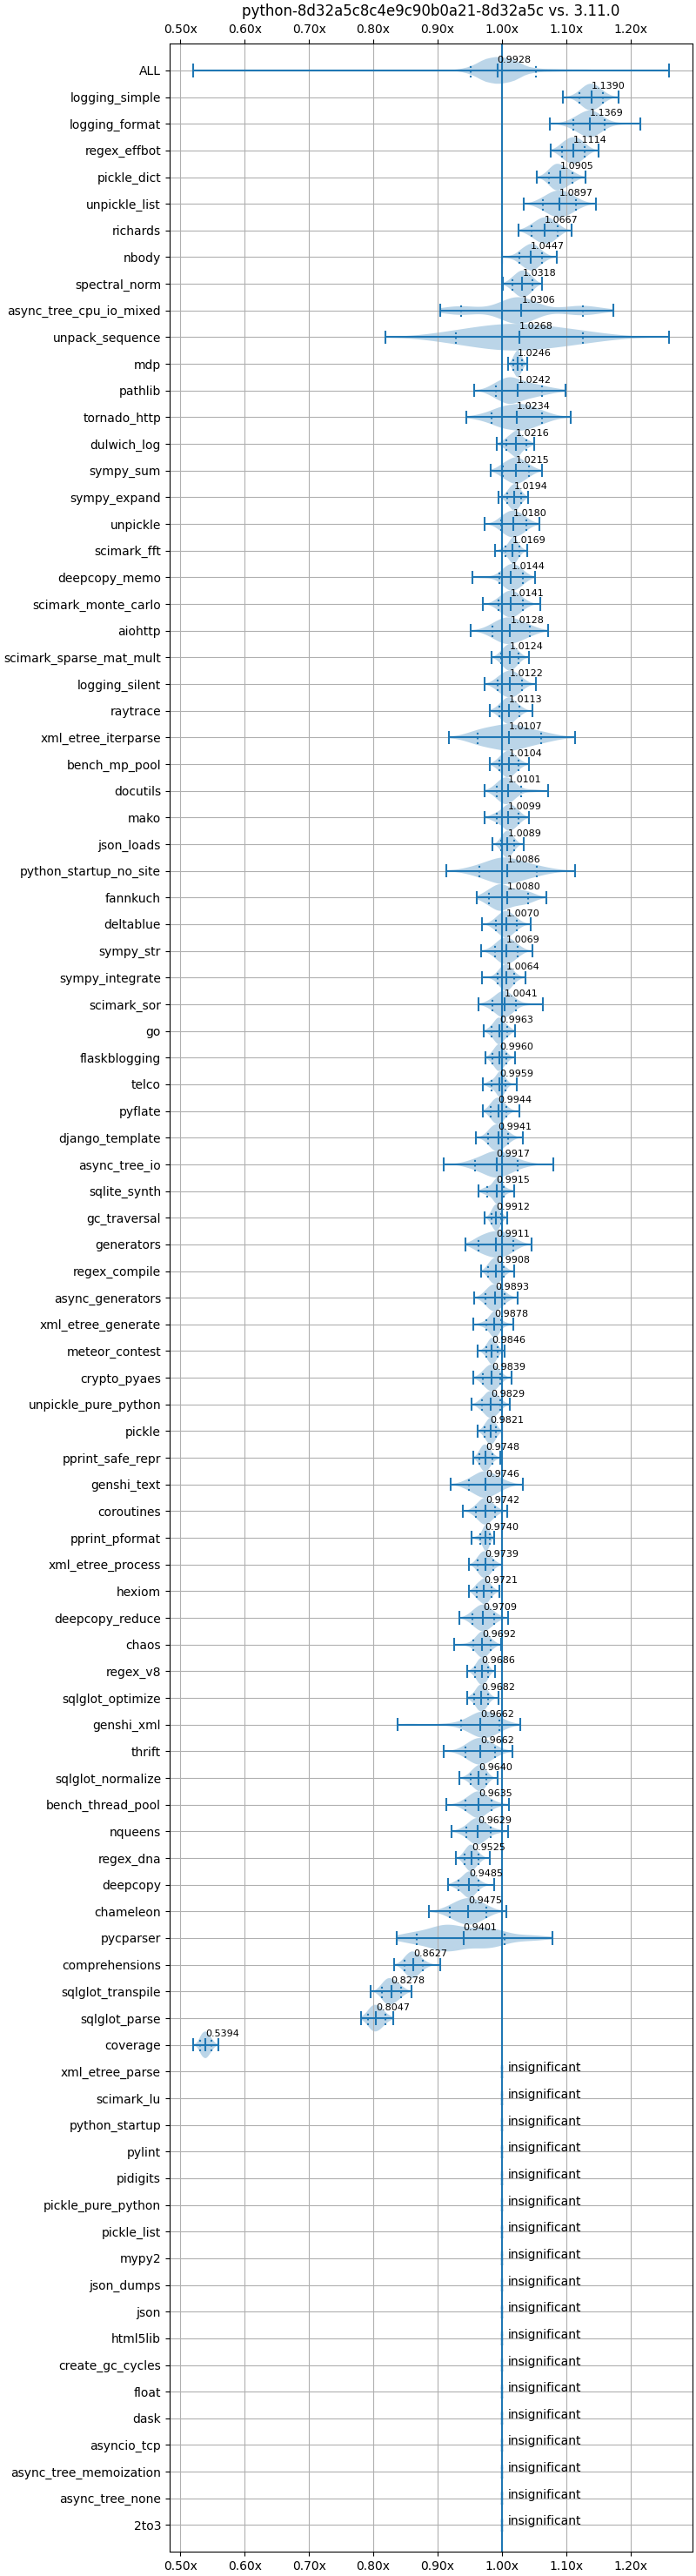 python-8d32a5c8c4e9c90b0a21-8d32a5c vs. 3.11.0
0.50x 0.60x 0.70x 0.80x 0.90x 1.00x 1.10x 1.20x
ALL 0.9928
logging_simple 1.1390
logging_format 1.1369
regex_effbot 1.1114
pickle_dict 1.0905
unpickle_list 1.0897
richards 1.0667
nbody 1.0447
spectral_norm 1.0318
async_tree_cpu_io_mixed 1.0306
unpack_sequence 1.0268
mdp 1.0246
pathlib 1.0242
tornado_http 1.0234
dulwich_log 1.0216
sympy_sum 1.0215
sympy_expand 1.0194
unpickle 1.0180
scimark_fft 1.0169
deepcopy_memo 1.0144
scimark_monte_carlo 1.0141
aiohttp 1.0128
scimark_sparse_mat_mult 1.0124
logging_silent 1.0122
raytrace 1.0113
xml_etree_iterparse 1.0107
bench_mp_pool 1.0104
docutils 1.0101
mako 1.0099
json_loads 1.0089
python_startup_no_site 1.0086
fannkuch 1.0080
deltablue 1.0070
sympy_str 1.0069
sympy_integrate 1.0064
scimark_sor 1.0041
go 0.9963
flaskblogging 0.9960
telco 0.9959
pyflate 0.9944
django_template 0.9941
async_tree_io 0.9917
sqlite_synth 0.9915
gc_traversal 0.9912
generators 0.9911
regex_compile 0.9908
async_generators 0.9893
xml_etree_generate 0.9878
meteor_contest 0.9846
crypto_pyaes 0.9839
unpickle_pure_python 0.9829
pickle 0.9821
pprint_safe_repr 0.9748
genshi_text 0.9746
coroutines 0.9742
pprint_pformat 0.9740
xml_etree_process 0.9739
hexiom 0.9721
deepcopy_reduce 0.9709
chaos 0.9692
regex_v8 0.9686
sqlglot_optimize 0.9682
genshi_xml 0.9662
thrift 0.9662
sqlglot_normalize 0.9640
bench_thread_pool 0.9635
nqueens 0.9629
regex_dna 0.9525
deepcopy 0.9485
chameleon 0.9475
pycparser 0.9401
comprehensions 0.8627
sqlglot_transpile 0.8278
sqlglot_parse 0.8047
coverage 0.5394
xml_etree_parse insignificant
scimark_lu insignificant
python_startup insignificant
pylint insignificant
pidigits insignificant
pickle_pure_python insignificant
pickle_list insignificant
mypy2 insignificant
json_dumps insignificant
json insignificant
html5lib insignificant
create_gc_cycles insignificant
float insignificant
dask insignificant
asyncio_tcp insignificant
async_tree_memoization insignificant
async_tree_none insignificant
2to3 insignificant
0.50x 0.60x 0.70x 0.80x 0.90x 1.00x 1.10x 1.20x